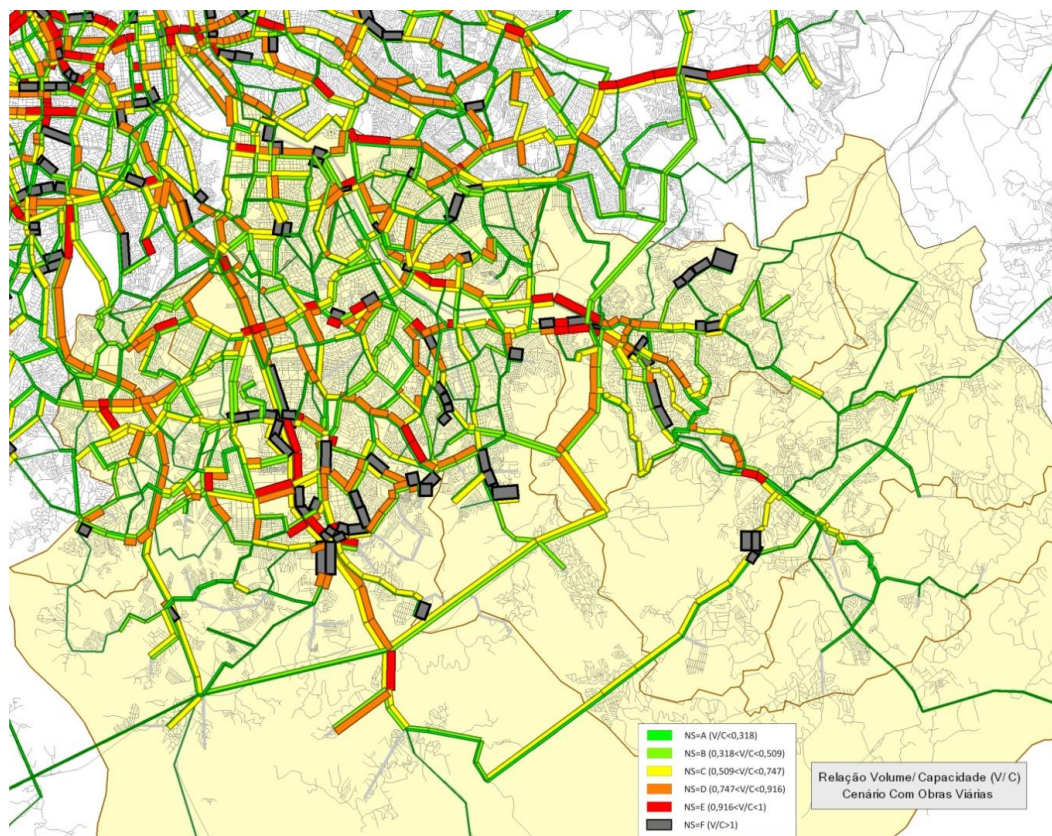 NS=A (V/C<0,318)
NS=B (0,318<V/C<0,509)
NS=C (0,509<V/C<0,747)
NS=D (0,747<V/C<0,916)
NS=E (0,916<V/C<1)
NS=F (V/C>1)
Relação Volume/ Capacidade (V/ C)
Cenário Com Obras Viárias